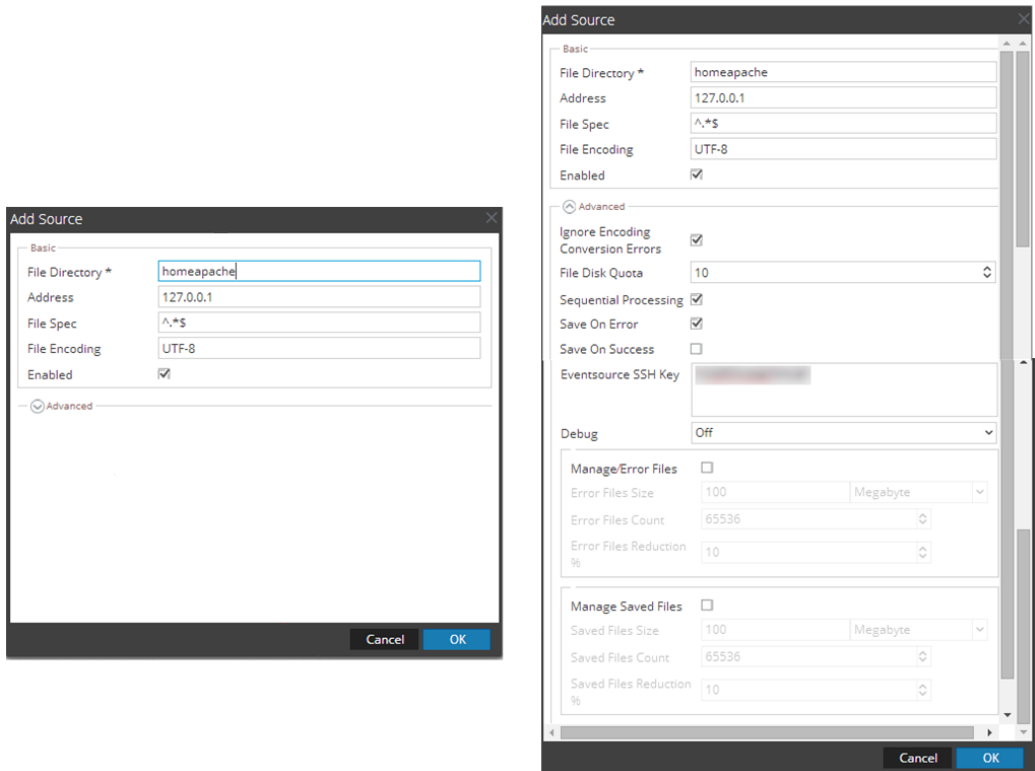 Add Source
Basic
File Directory * homeapache
Address 127.0.0.1
File Spec ^.*$
File Encoding UTF-8
Enabled
Advanced
Cancel OK
Add Source
Basic
File Directory * homeapache
Address 127.0.0.1
File Spec ^.*$
File Encoding UTF-8
Enabled
Advanced
Ignore Encoding
Conversion Errors
File Disk Quota 10
Sequential Processing
Save On Error
Save On Success
Eventsource SSH Key
Debug Off
Manage/Error Files
Error Files Size 100 Megabyte
Error Files Count 65536
Error Files Reduction
% 10
Manage Saved Files
Saved Files Size 100 Megabyte
Saved Files Count 65536
Saved Files Reduction
% 10
Cancel OK